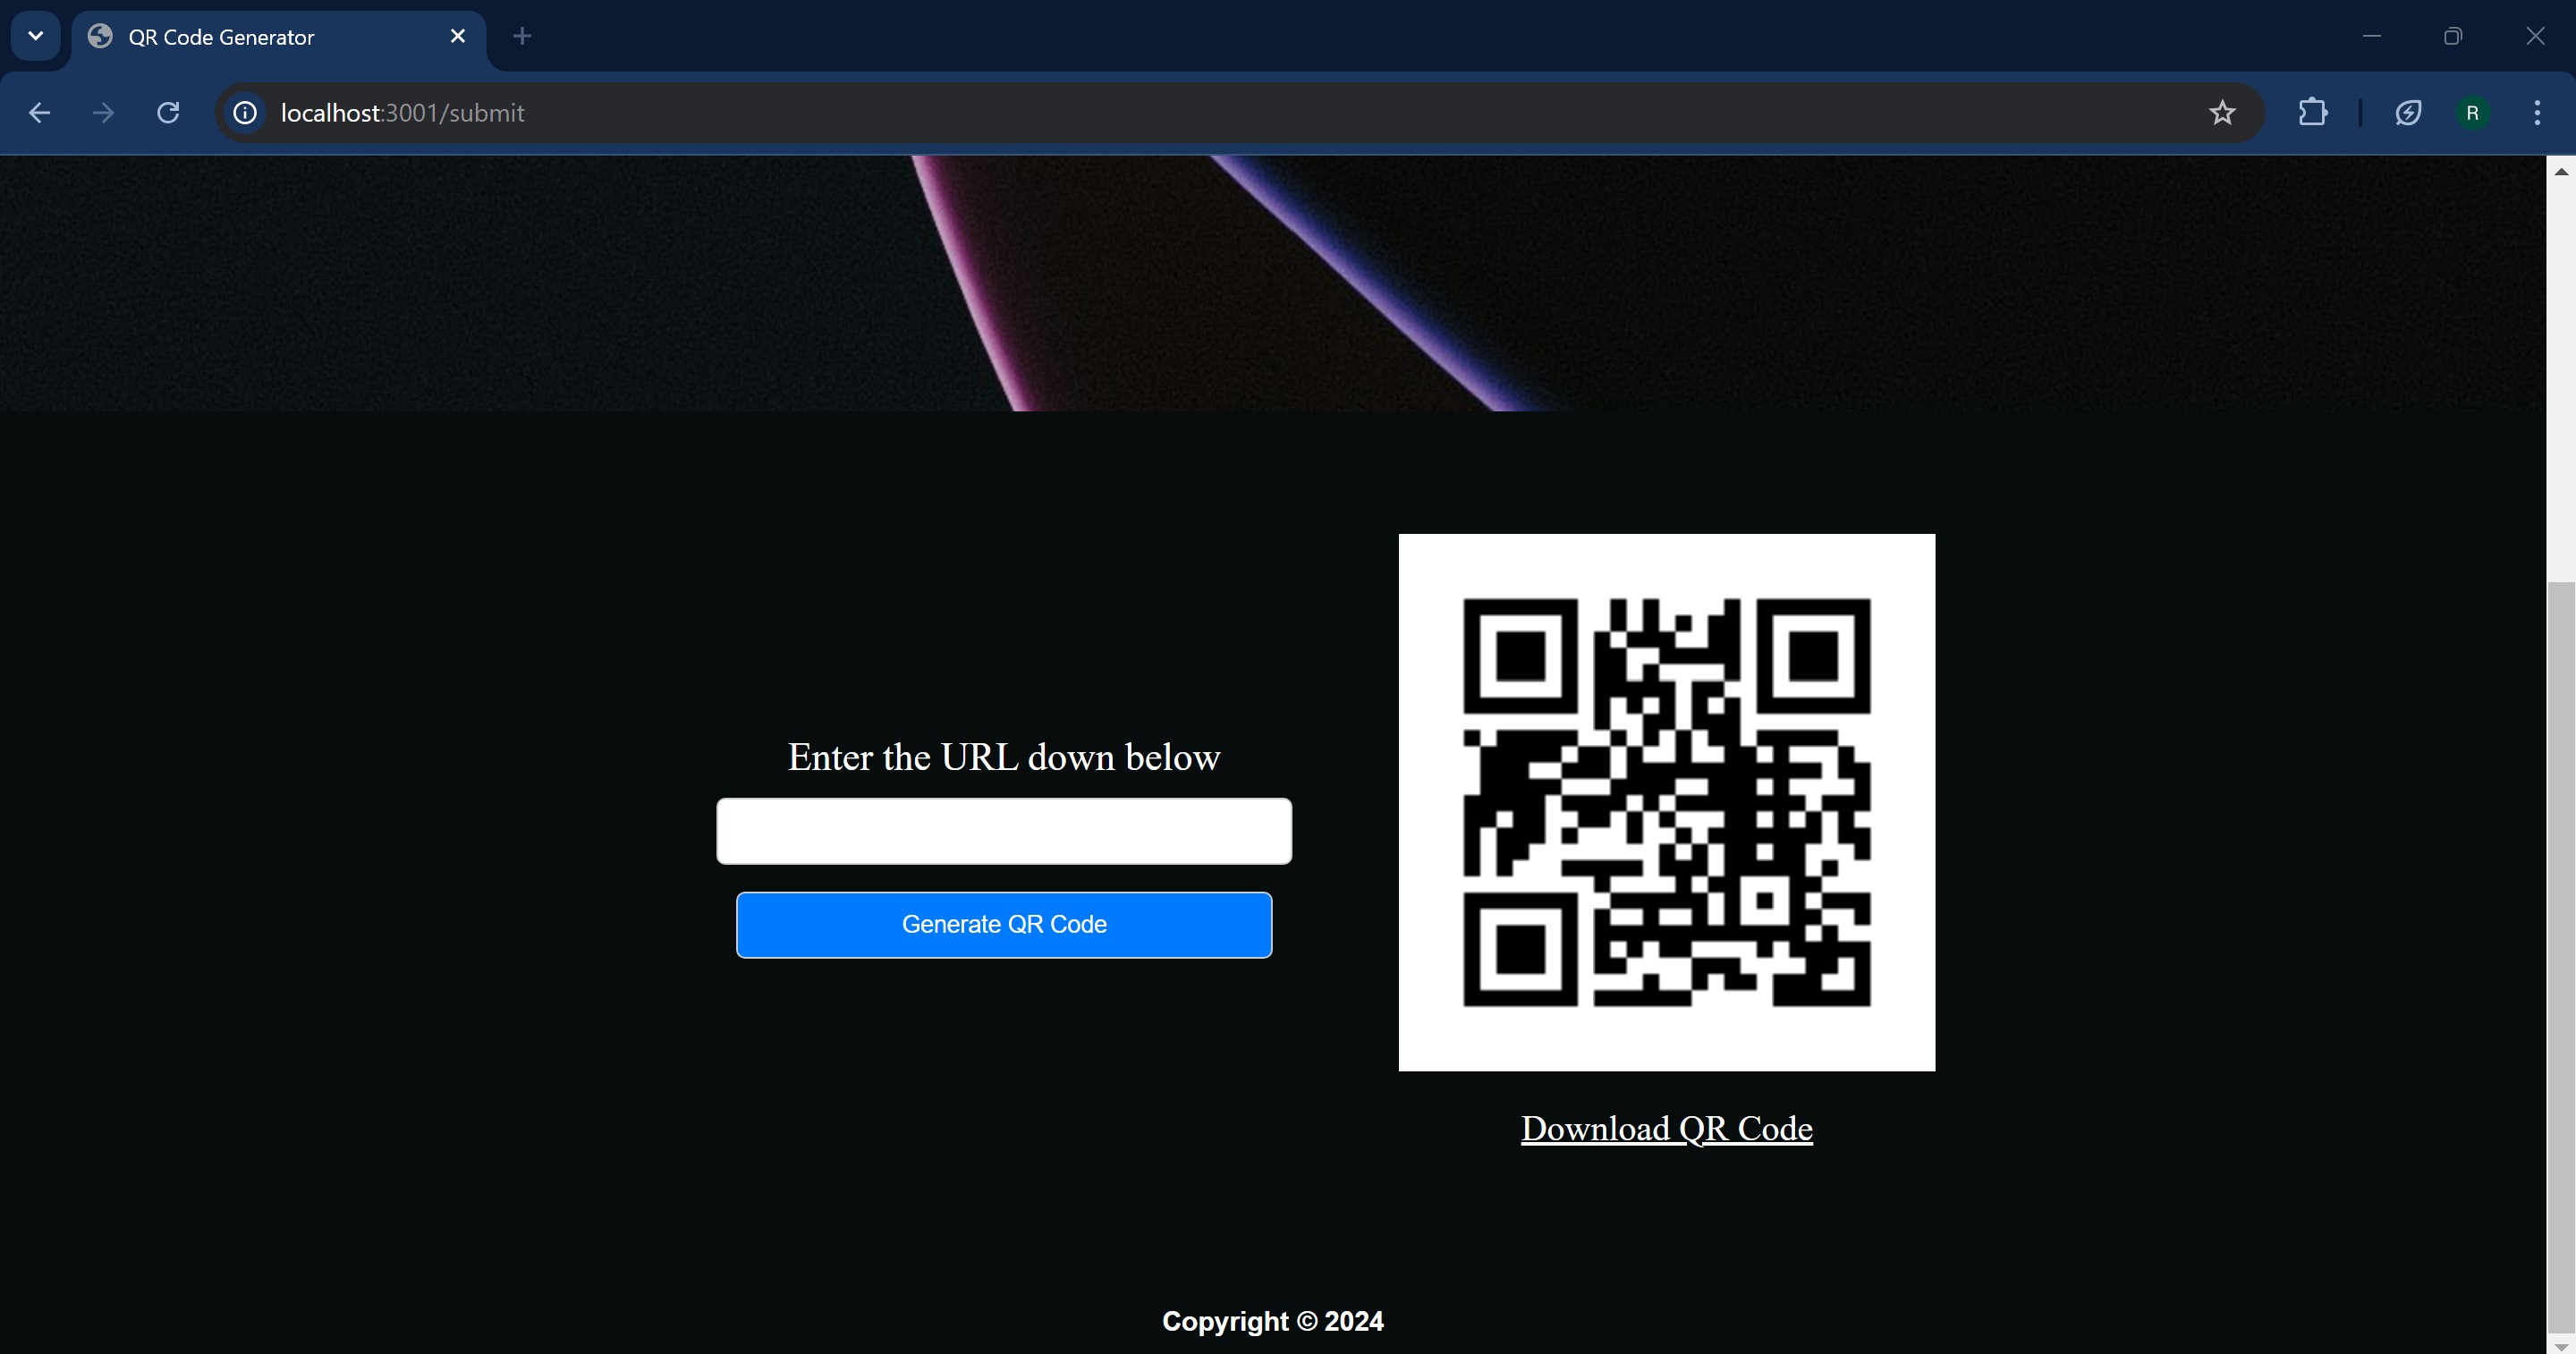 QR Code Generator
localhost:3001/submit
R
Enter the URL down below
Generate QR Code
Download QR Code
Copyright © 2024